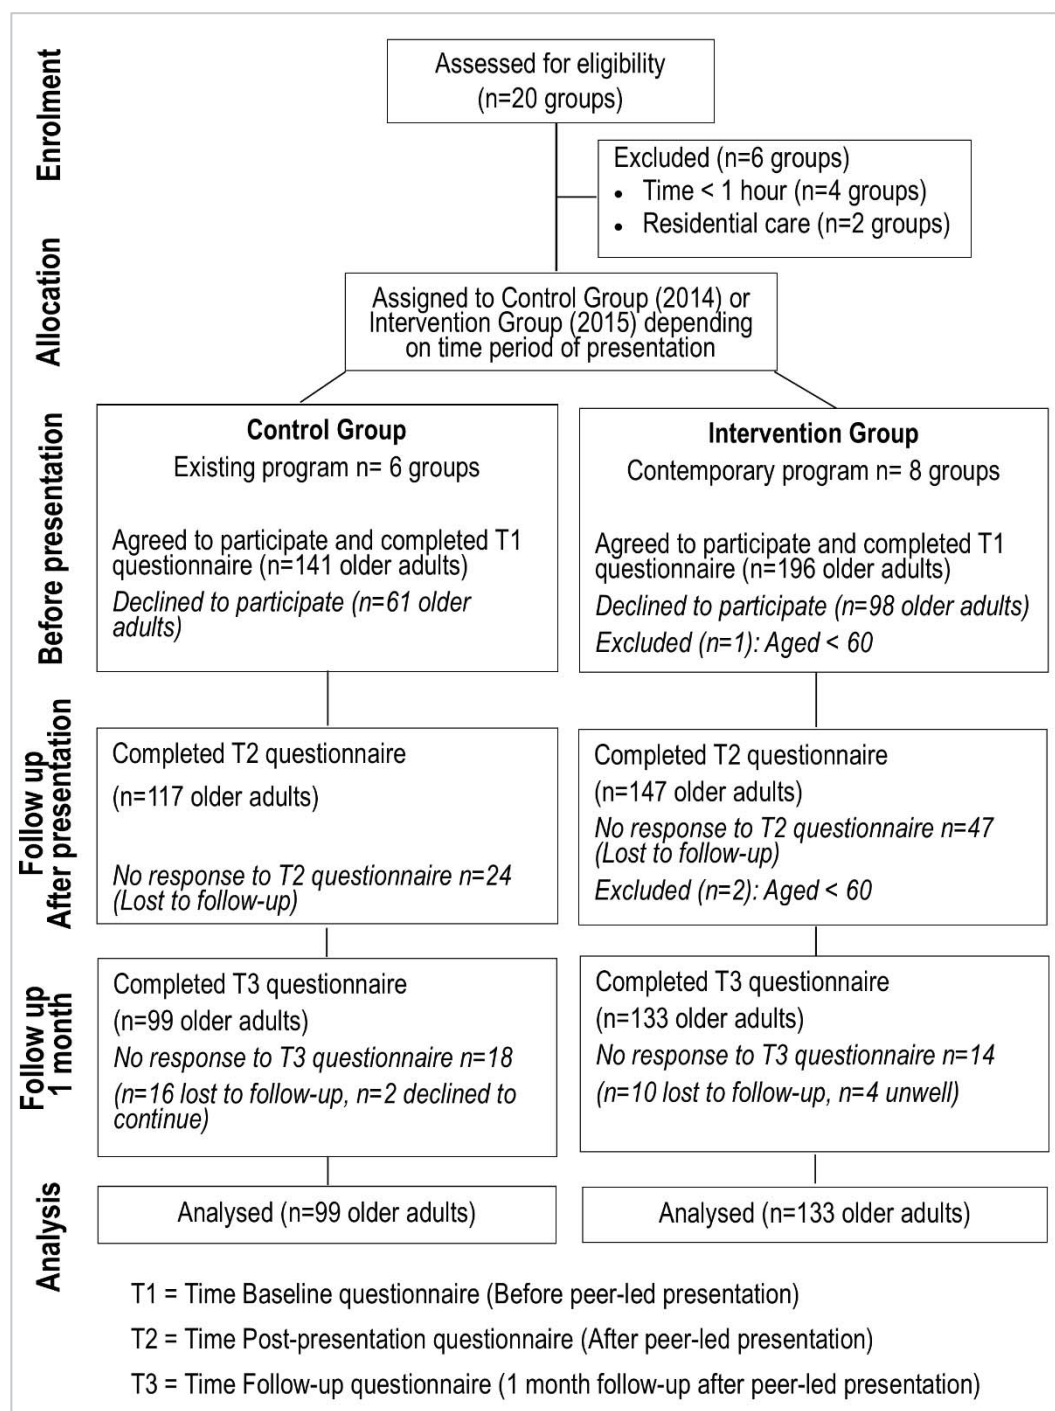 Enrolment
Assessed for eligibility
(n=20 groups)
Excluded (n=6 groups)
• Time < 1 hour (n=4 groups)
• Residential care (n=2 groups)
Allocation
Assigned to Control Group (2014) or
Intervention Group (2015) depending
on time period of presentation
Before presentation
Control Group
Existing program n= 6 groups
Agreed to participate and completed T1
questionnaire (n=141 older adults)
Declined to participate (n=61 older
adults)
Intervention Group
Contemporary program n= 8 groups
Agreed to participate and completed T1
questionnaire (n=196 older adults)
Declined to participate (n=98 older adults)
Excluded (n=1): Aged < 60
Follow up
After presentation
Completed T2 questionnaire
(n=117 older adults)
No response to T2 questionnaire n=24
(Lost to follow-up)
Completed T2 questionnaire
(n=147 older adults)
No response to T2 questionnaire n=47
(Lost to follow-up)
Excluded (n=2): Aged < 60
Follow up
1 month
Completed T3 questionnaire
(n=99 older adults)
No response to T3 questionnaire n=18
(n=16 lost to follow-up, n=2 declined to
continue)
Completed T3 questionnaire
(n=133 older adults)
No response to T3 questionnaire n=14
(n=10 lost to follow-up, n=4 unwell)
Analysis
Analysed (n=99 older adults)
Analysed (n=133 older adults)
T1 = Time Baseline questionnaire (Before peer-led presentation)
T2 = Time Post-presentation questionnaire (After peer-led presentation)
T3 = Time Follow-up questionnaire (1 month follow-up after peer-led presentation)